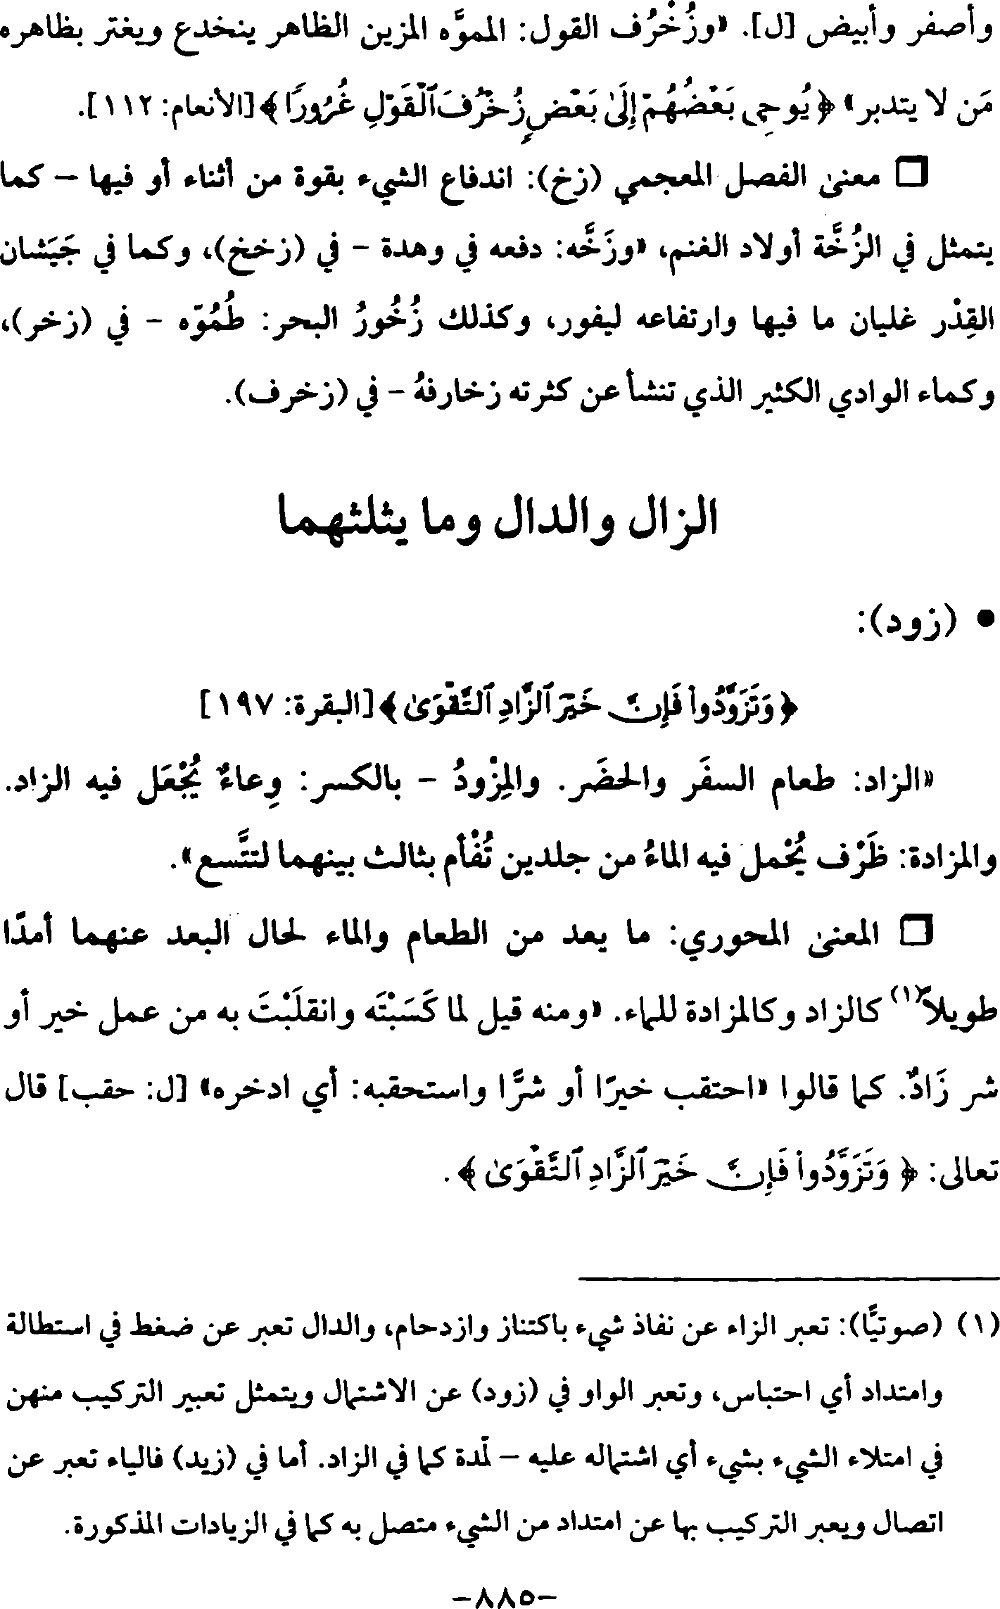 وأصفر وأبيض [ل]. «وزُخْرُف القول: المموَّه المزين الظاهر ينخدع ويغتر بظاهره
مَن لا يتدبر» ﴿ يُوحِى بَعْضُهُمْ إِلَىٰ بَعْضٍ زُخْرُفَ ٱلْقَوْلِ غُرُورًا ﴾ [الأنعام: ١١٢].
❒ معنىٰ الفصل المعجمي (زخ): اندفاع الشيء بقوة من أثناء أو فيها – كما
يتمثل في الزُخَّة أولاد الغنم، «وزَخَّه: دفعه في وهدة – في (زخخ)، وكما في جَيَشان
القِدْر غليان ما فيها وارتفاعه ليفور، وكذلك زُخُورُ البحر: طُمُوّه – في (زخر)،
وكماء الوادي الكثير الذي تنشأ عن كثرته زخارفهُ – في (زخرف).
الزال والدال وما يثلثهما
• (زود):
﴿ وَتَزَوَّدُوا۟ فَإِنَّ خَيْرَ ٱلزَّادِ ٱلتَّقْوَىٰ ﴾ [البقرة: ١٩٧]
«الزاد: طعام السفَر والحضَر. والمِزْودُ – بالكسر: وِعاءٌ يُجْعَل فيه الزاد.
والمزادة: ظَرْف يُحْمل فيه الماءُ من جلدين تُفْأم بثالث بينهما لتتَّسع».
❒ المعنىٰ المحوري: ما يعد من الطعام والماء لحال البعد عنهما أمدًا
طويلاً(١) كالزاد وكالمزادة للماء. «ومنه قيل لما كَسَبْتَه وانقلَبْتَ به من عمل خير أو
شر زَادٌ. كما قالوا «احتقب خيرًا أو شرًّا واستحقبه: أي ادخره» [ل: حقب] قال
تعالى: ﴿ وَتَزَوَّدُوا۟ فَإِنَّ خَيْرَ ٱلزَّادِ ٱلتَّقْوَىٰ ﴾.
(١) (صوتيًّا): تعبر الزاء عن نفاذ شيء باكتناز وازدحام، والدال تعبر عن ضغط في استطالة
وامتداد أي احتباس، وتعبر الواو في (زود) عن الاشتمال ويتمثل تعبير التركيب منهن
في امتلاء الشيء بشيء أي اشتماله عليه – لمّدة كما في الزاد. أما في (زيد) فالياء تعبر عن
اتصال ويعبر التركيب بها عن امتداد من الشيء متصل به كما في الزيادات المذكورة.
-٨٨٥-